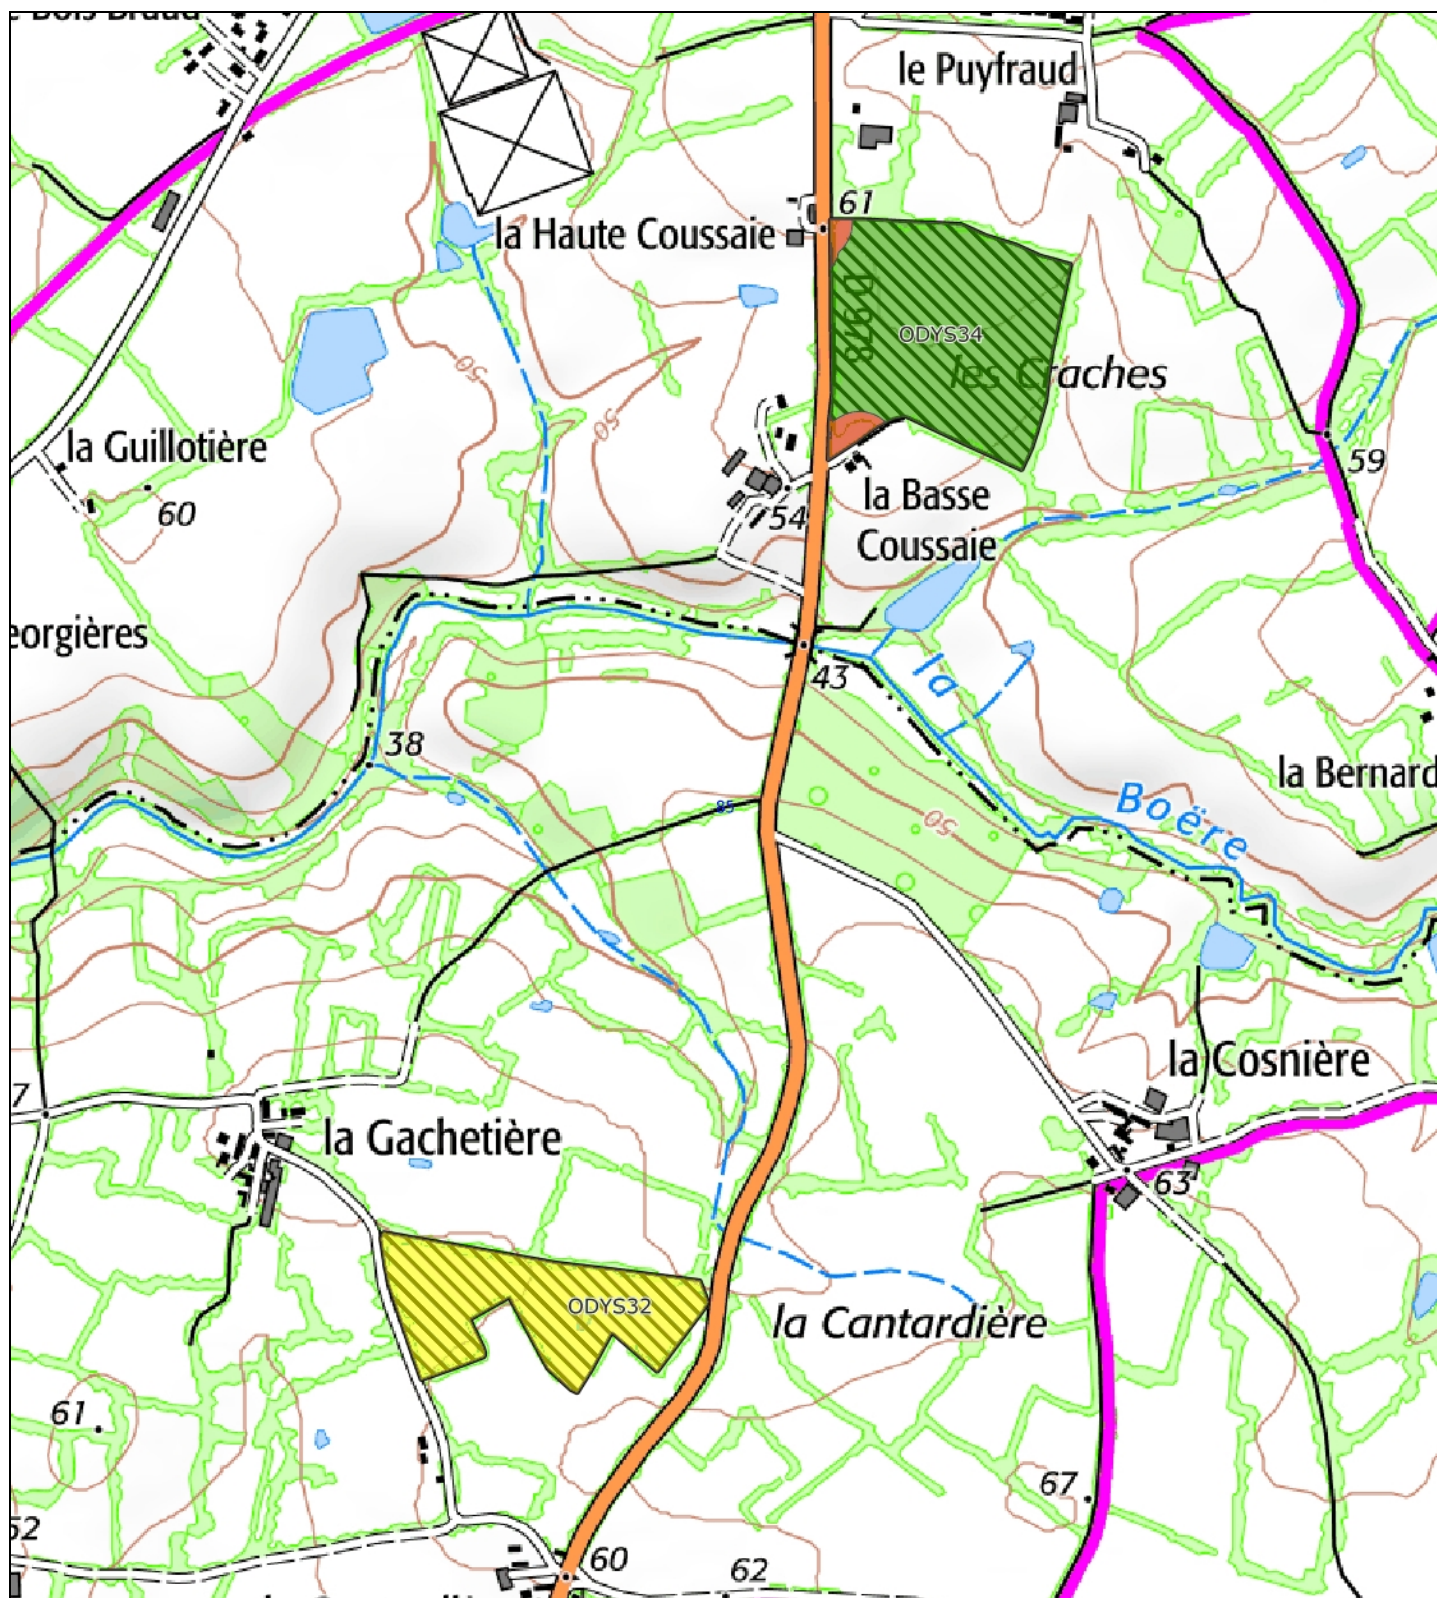 le Puyfraud
61
la Haute Coussaie
D978
ODYS34
les Craches
50
50
la Guillotière
59
60
la Basse
Coussaie
54
eorgières
la
43
38
la Bernard
85
50
Boëre
la Cosnière
7
la Gachetière
63
ODYS32
la Cantardière
61
67
52
60
62